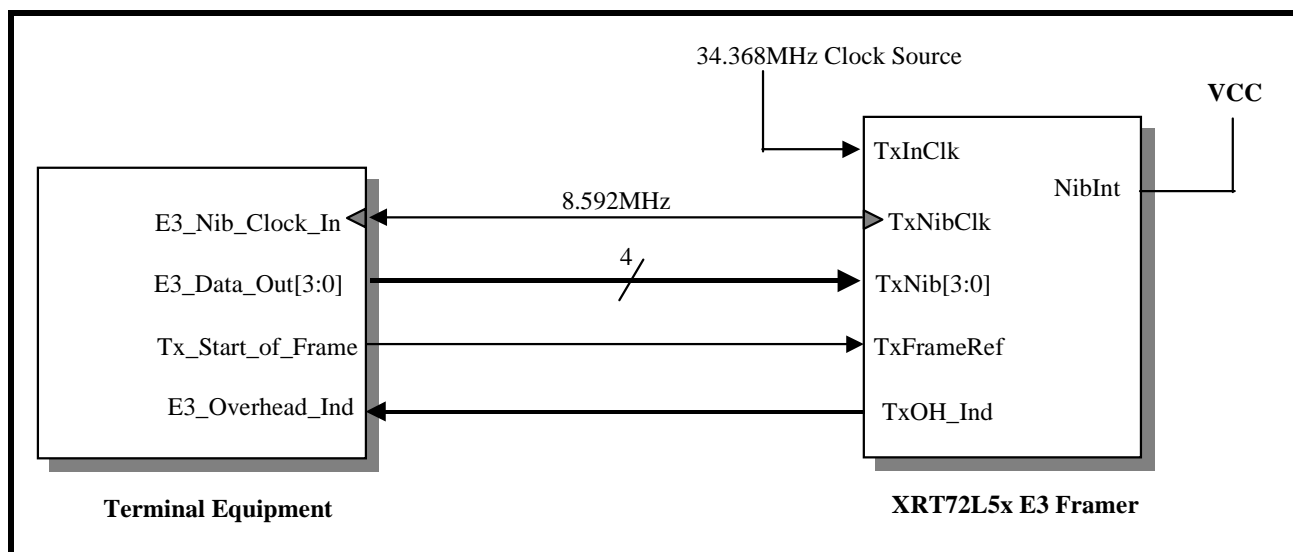 34.368MHz Clock Source
VCC
TxInClk
NibInt
8.592MHz
E3_Nib_Clock_In
TxNibClk
4
E3_Data_Out[3:0]
TxNib[3:0]
Tx_Start_of_Frame
TxFrameRef
E3_Overhead_Ind
TxOH_Ind
Terminal Equipment
XRT72L5x E3 Framer